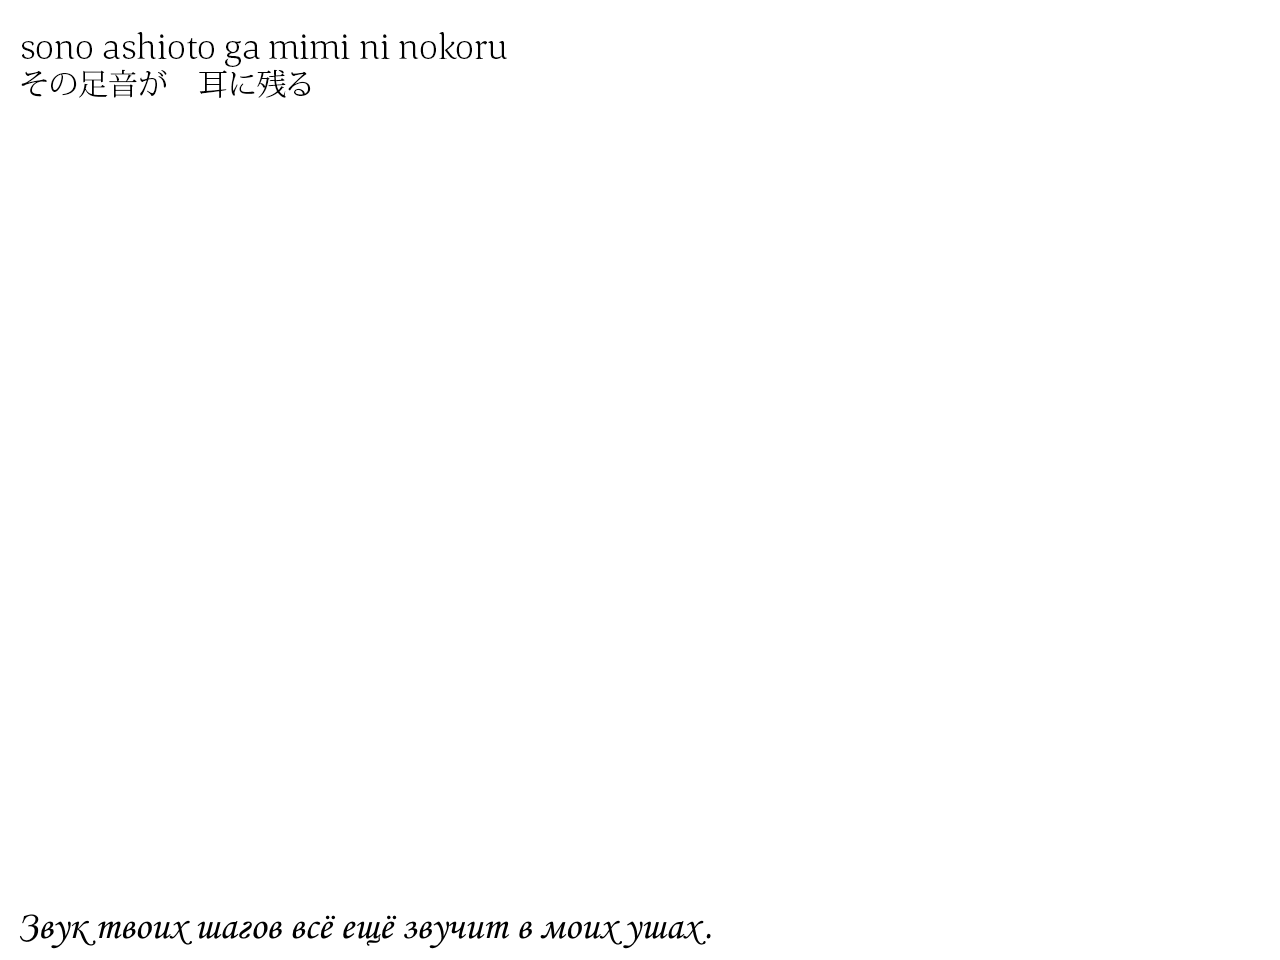 sono ashioto ga mimi ni nokoru
その足音が　耳に残る
Звук твоих шагов всё ещё звучит в моих ушах.